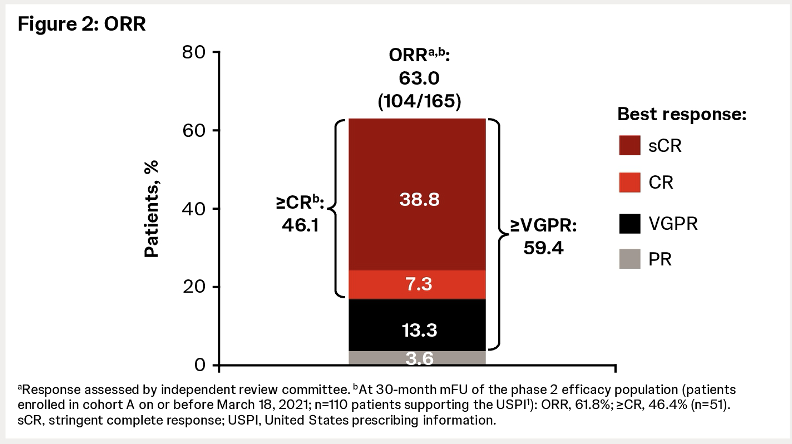 Figure 2: ORR
80
60
40
20
0
Patients, %
ORRᵃ,ᵇ:
63.0
(104/165)
≥CRᵇ:
46.1
38.8
7.3
13.3
3.6
≥VGPR:
59.4
Best response:
sCR
CR
VGPR
PR
ᵃResponse assessed by independent review committee. ᵇAt 30-month mFU of the phase 2 efficacy population (patients
enrolled in cohort A on or before March 18, 2021; n=110 patients supporting the USPI¹): ORR, 61.8%; ≥CR, 46.4% (n=51).
sCR, stringent complete response; USPI, United States prescribing information.